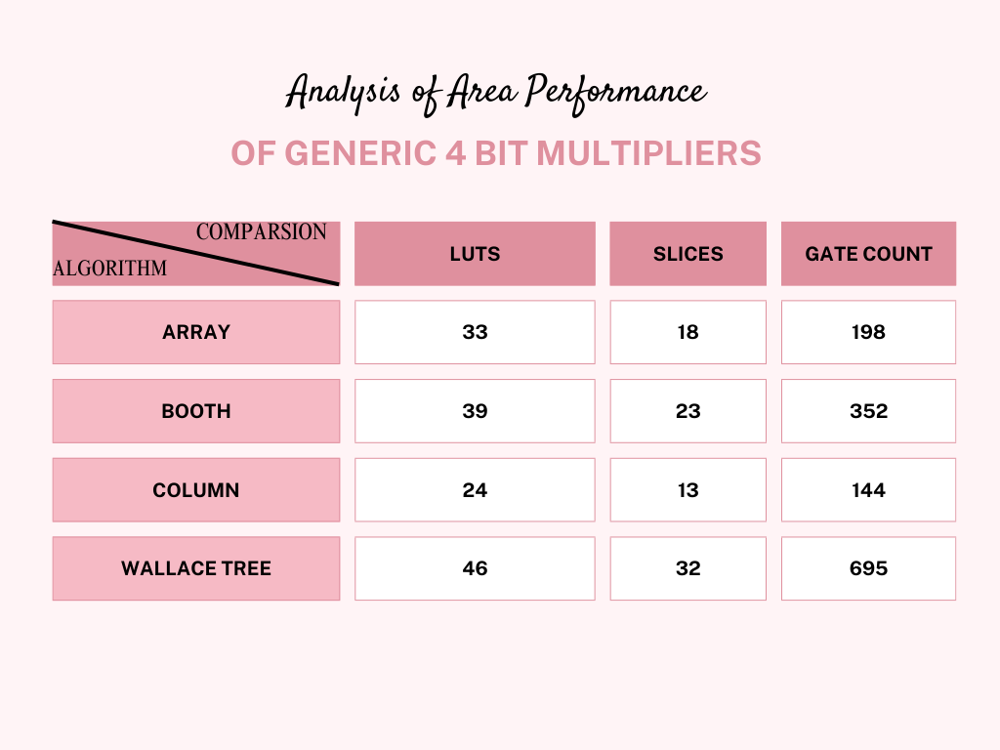 Analysis of Area Performance
OF GENERIC 4 BIT MULTIPLIERS
COMPARSION
ALGORITHM
LUTS
SLICES
GATE COUNT
ARRAY
33
18
198
BOOTH
39
23
352
COLUMN
24
13
144
WALLACE TREE
46
32
695